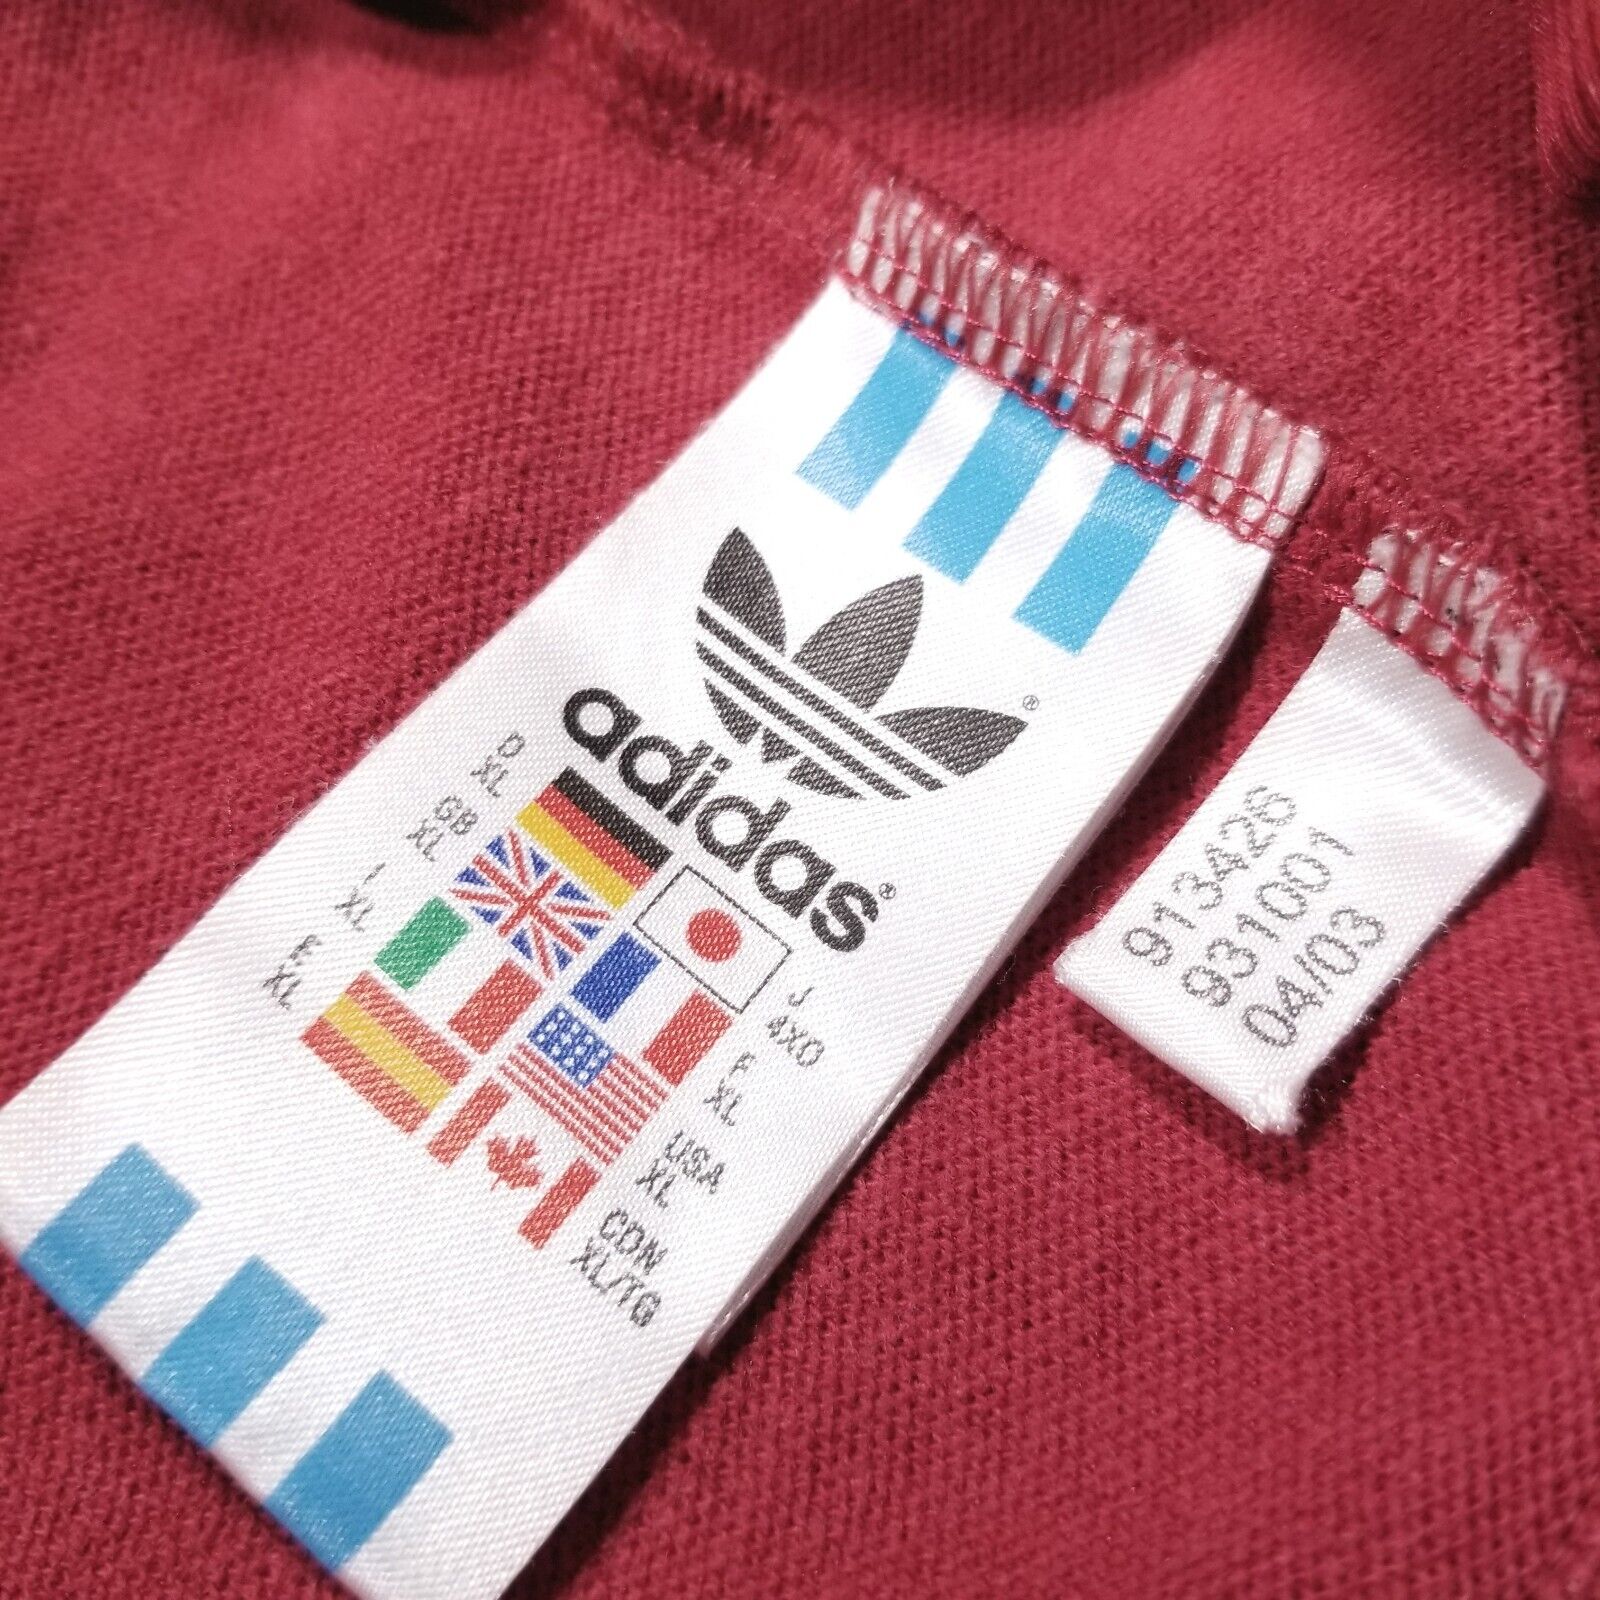 adidas®
®
D
XL
GB
XL
I
XL
E
XL
J
4XO
F
XL
USA
XL
CDN
XL/TG
913426
931001
04/03